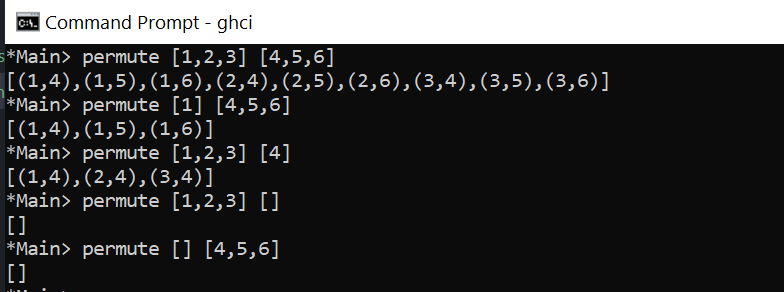 Command Prompt - ghci
*Main> permute [1,2,3] [4,5,6]
[(1,4),(1,5),(1,6),(2,4),(2,5),(2,6),(3,4),(3,5),(3,6)]
*Main> permute [1] [4,5,6]
[(1,4),(1,5),(1,6)]
*Main> permute [1,2,3] [4]
[(1,4),(2,4),(3,4)]
*Main> permute [1,2,3] []
[]
*Main> permute [] [4,5,6]
[]